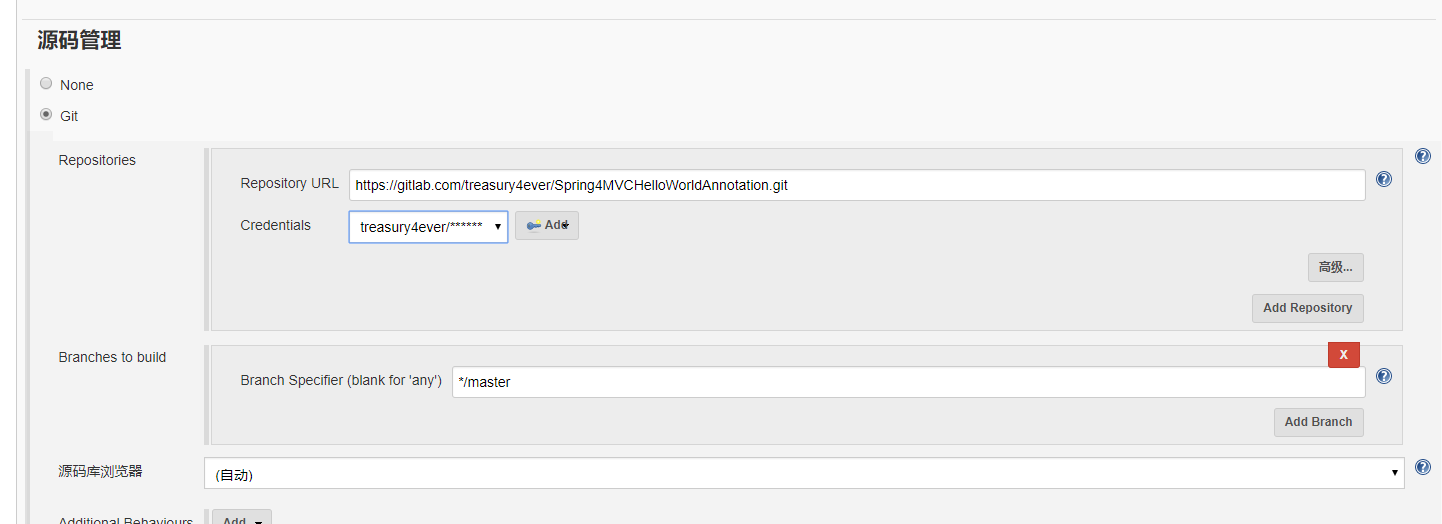 源码管理
None
Git
Repositories
Repository URL https://gitlab.com/treasury4ever/Spring4MVCHelloWorldAnnotation.git
Credentials treasury4ever/****** Add
高级...
Add Repository
Branches to build
X
Branch Specifier (blank for 'any') */master
Add Branch
源码库浏览器 (自动)
Additional Behaviours Add